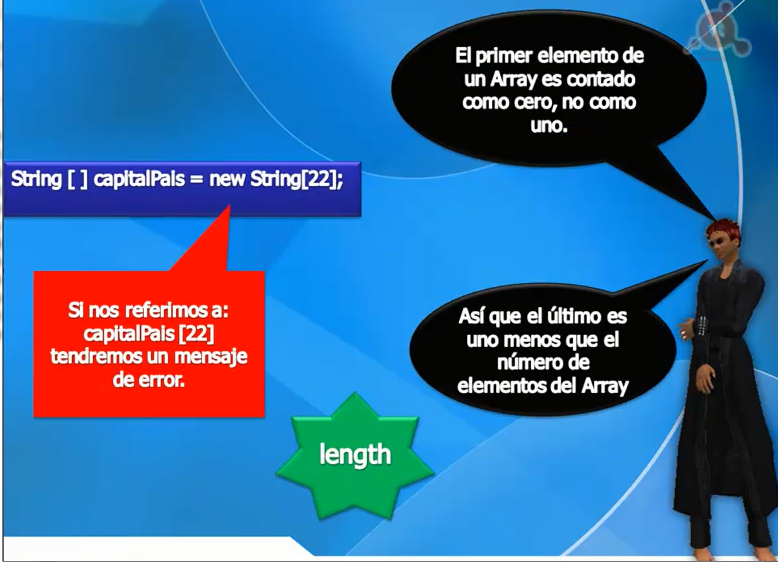 El primer elemento de
un Array es contado
como cero, no como
uno.
String [ ] capitalPais = new String[22];
Si nos referimos a:
capitalPais [22]
tendremos un mensaje
de error.
Así que el último es
uno menos que el
número de
elementos del Array
length